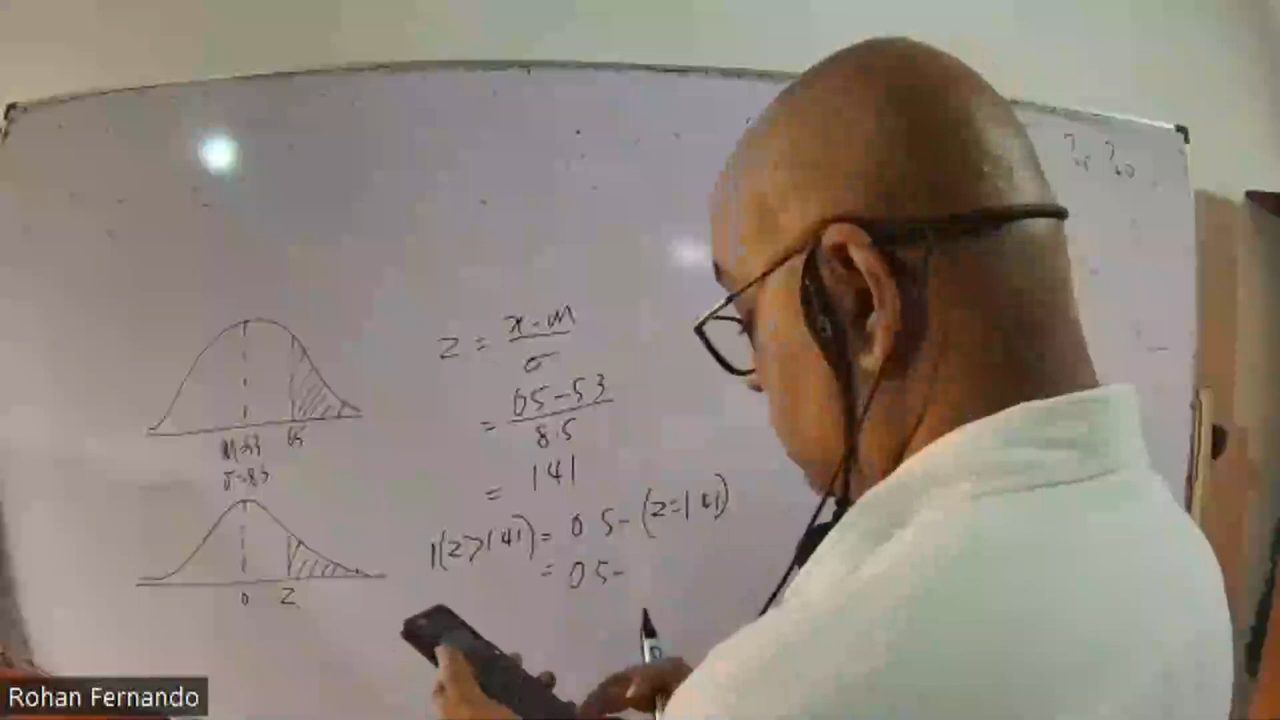 Z = x - μ
σ
= 65 - 53
8.5
= 1.41
(Z > 1.41) = 0.5 - (Z = 1.41)
= 0.5 -
μ=53 65
σ=8.5
0 Z
Rohan Fernando